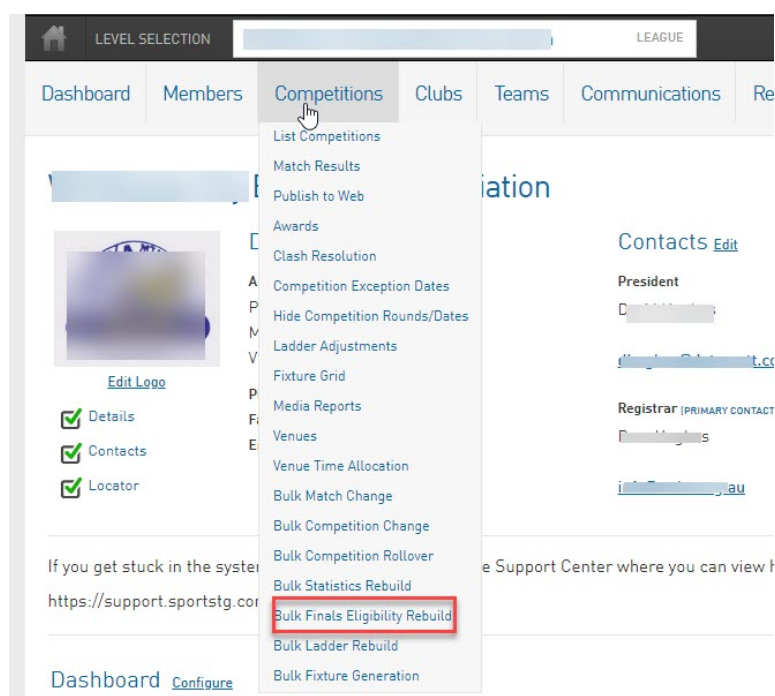 LEVEL SELECTION
LEAGUE
Dashboard Members Competitions Clubs Teams Communications Re
List Competitions
Match Results
Publish to Web
Awards
Clash Resolution
Competition Exception Dates
Hide Competition Rounds/Dates
Ladder Adjustments
Fixture Grid
Media Reports
Venues
Venue Time Allocation
Bulk Match Change
Bulk Competition Change
Bulk Competition Rollover
Bulk Statistics Rebuild
Bulk Finals Eligibility Rebuild
Bulk Ladder Rebuild
Bulk Fixture Generation
iation
Edit Logo
Details
Contacts
Locator
Contacts Edit
President
Registrar (PRIMARY CONTACT
au
If you get stuck in the syste
e Support Center where you can view h
https://support.sportstg.co
Dashboard Configure